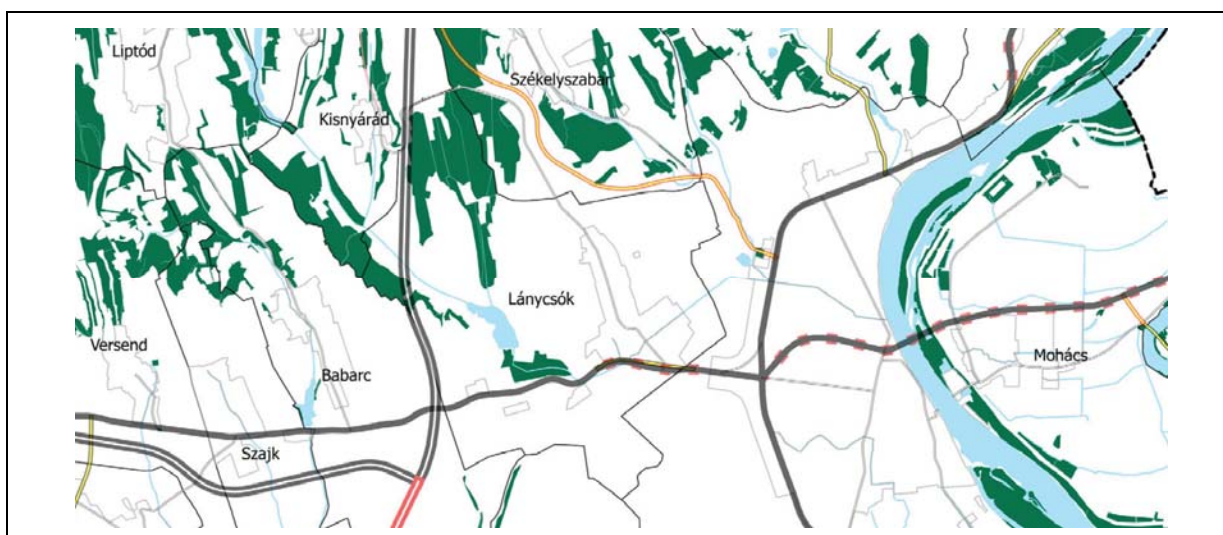 Liptód
Székelyszabar
Kisnyárád
Lánycsók
Versend
Mohács
Babarc
Szajk